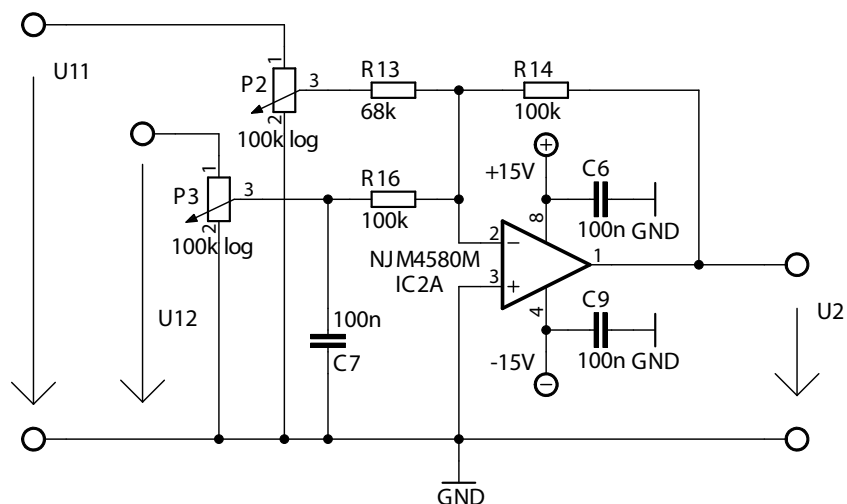 U11
P2
1
3
2
100k log
R13
68k
R14
100k
U12
P3
1
3
2
100k log
R16
100k
+15V
C6
100n
GND
8
2
3
NJM4580M
IC2A
−
+
1
4
C9
100n
GND
-15V
100n
C7
U2
GND